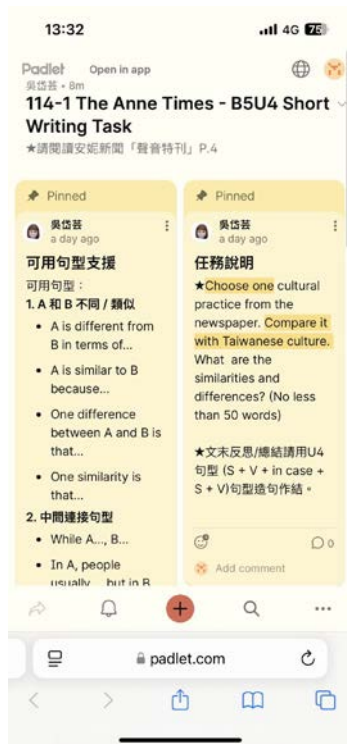 13:32
4G 75
Padlet Open in app
吳岱芸 • 8m
114-1 The Anne Times - B5U4 Short
Writing Task
★請閱讀安妮新聞「聲音特刊」P.4
Pinned
吳岱芸
a day ago
可用句型支援
可用句型：
1. A 和 B 不同 / 類似
• A is different from
B in terms of...
• A is similar to B
because...
• One difference
between A and B is
that...
• One similarity is
that...
2. 中間連接句型
• While A..., B...
• In A, people
usually... but in B
Pinned
吳岱芸
a day ago
任務說明
★Choose one cultural
practice from the
newspaper. Compare it
with Taiwanese culture.
What are the
similarities and
differences? (No less
than 50 words)
★文末反思/總結請用U4
句型 (S + V + in case +
S + V)句型造句作結。
0
Add comment
padlet.com